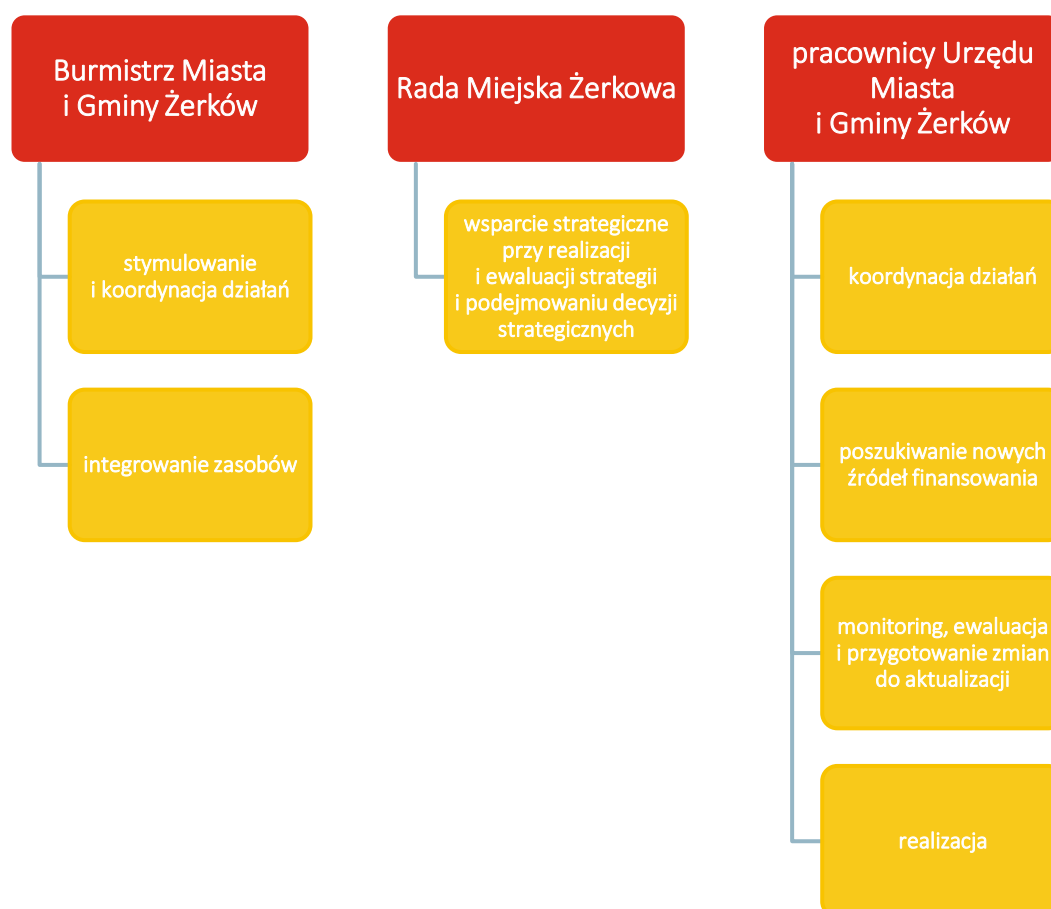 Burmistrz Miasta
i Gminy Żerków
stymulowanie
i koordynacja działań
integrowanie zasobów
Rada Miejska Żerkowa
wsparcie strategiczne
przy realizacji
i ewaluacji strategii
i podejmowaniu decyzji
strategicznych
pracownicy Urzędu
Miasta
i Gminy Żerków
koordynacja działań
poszukiwanie nowych
źródeł finansowania
monitoring, ewaluacja
i przygotowanie zmian
do aktualizacji
realizacja